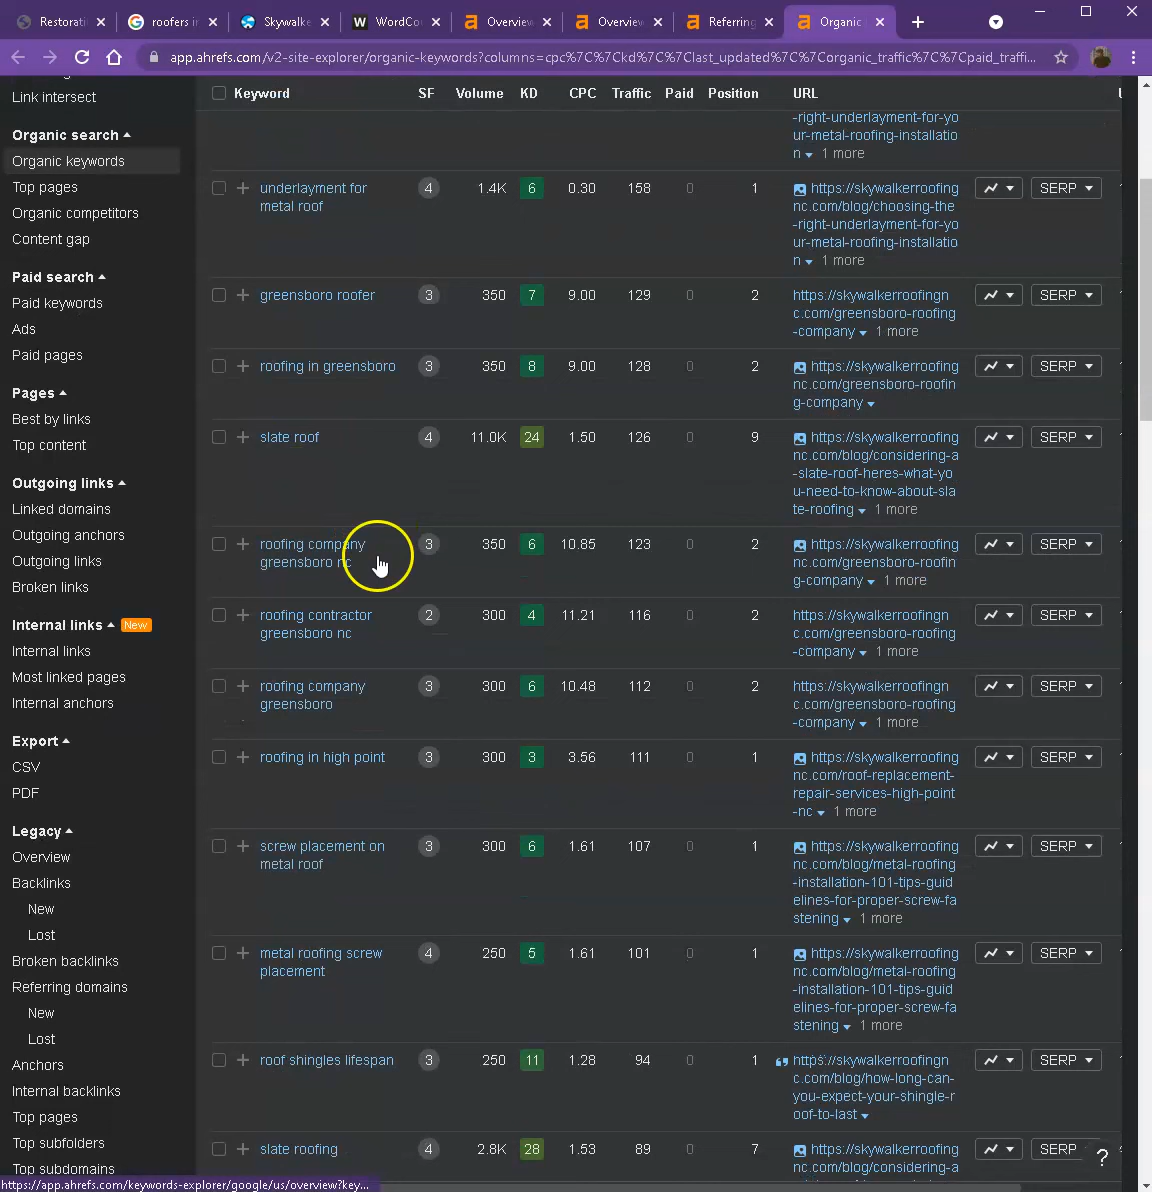 Restorati
roofers in
Skywalke
WordCou
Overview
Overview
Referring
Organic
app.ahrefs.com/v2-site-explorer/organic-keywords?columns=cpc%7C%7Ckd%7C%7Clast_updated%7C%7Corganic_traffic%7C%7Cpaid_traffi...
Link intersect
Organic search
Organic keywords
Top pages
Organic competitors
Content gap
Paid search
Paid keywords
Ads
Paid pages
Pages
Best by links
Top content
Outgoing links
Linked domains
Outgoing anchors
Outgoing links
Broken links
Internal links New
Internal links
Most linked pages
Internal anchors
Export
CSV
PDF
Legacy
Overview
Backlinks
New
Lost
Broken backlinks
Referring domains
New
Lost
Anchors
Internal backlinks
Top pages
Top subfolders
Top subdomains
Keyword SF Volume KD CPC Traffic Paid Position URL
-right-underlayment-for-yo
ur-metal-roofing-installatio
n 1 more
underlayment for 4 1.4K 6 0.30 158 0 1 https://skywalkerroofing SERP
metal roof nc.com/blog/choosing-the
-right-underlayment-for-yo
ur-metal-roofing-installatio
n 1 more
greensboro roofer 3 350 7 9.00 129 0 2 https://skywalkerroofingn SERP
c.com/greensboro-roofing
-company 1 more
roofing in greensboro 3 350 8 9.00 128 0 2 https://skywalkerroofing SERP
nc.com/greensboro-roofin
g-company
slate roof 4 11.0K 24 1.50 126 0 9 https://skywalkerroofing SERP
nc.com/blog/considering-a
-slate-roof-heres-what-yo
u-need-to-know-about-sla
te-roofing 1 more
roofing company 3 350 6 10.85 123 0 2 https://skywalkerroofing SERP
greensboro nc nc.com/greensboro-roofin
g-company 1 more
roofing contractor 2 300 4 11.21 116 0 2 https://skywalkerroofingn SERP
greensboro nc c.com/greensboro-roofing
-company 1 more
roofing company 3 300 6 10.48 112 0 2 https://skywalkerroofingn SERP
greensboro c.com/greensboro-roofing
-company 1 more
roofing in high point 3 300 3 3.56 111 0 1 https://skywalkerroofing SERP
nc.com/roof-replacement-
repair-services-high-point
-nc 1 more
screw placement on 3 300 6 1.61 107 0 1 https://skywalkerroofing SERP
metal roof nc.com/blog/metal-roofing
-installation-101-tips-guid
elines-for-proper-screw-fa
stening 1 more
metal roofing screw 4 250 5 1.61 101 0 1 https://skywalkerroofing SERP
placement nc.com/blog/metal-roofing
-installation-101-tips-guid
elines-for-proper-screw-fa
stening 1 more
roof shingles lifespan 3 250 11 1.28 94 0 1 https://skywalkerroofingn SERP
c.com/blog/how-long-can-
you-expect-your-shingle-r
oof-to-last
slate roofing 4 2.8K 28 1.53 89 0 7 https://skywalkerroofing SERP
nc.com/blog/considering-a
?
https://app.ahrefs.com/keywords-explorer/google/us/overview?key...